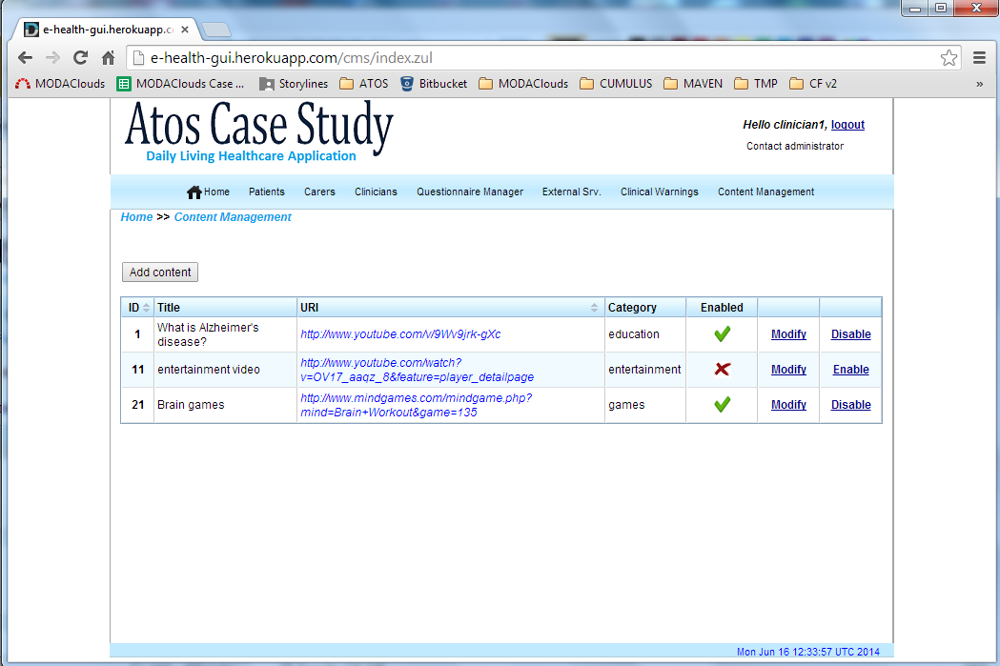 e-health-gui.herokuapp.c
e-health-gui.herokuapp.com/cms/index.zul
MODAClouds MODAClouds Case ... Storylines ATOS Bitbucket MODAClouds CUMULUS MAVEN TMP CF v2 »
Atos Case Study
Daily Living Healthcare Application
Hello clinician1, logout
Contact administrator
Home Patients Carers Clinicians Questionnaire Manager External Srv. Clinical Warnings Content Management
Home >> Content Management
Add content
ID Title URI Category Enabled
1 What is Alzheimer's disease? http://www.youtube.com/v/9Wv9jrk-gXc education Modify Disable
11 entertainment video http://www.youtube.com/watch?
v=OV17_aaqz_8&feature=player_detailpage entertainment Modify Enable
21 Brain games http://www.mindgames.com/mindgame.php?
mind=Brain+Workout&game=135 games Modify Disable
Mon Jun 16 12:33:57 UTC 2014